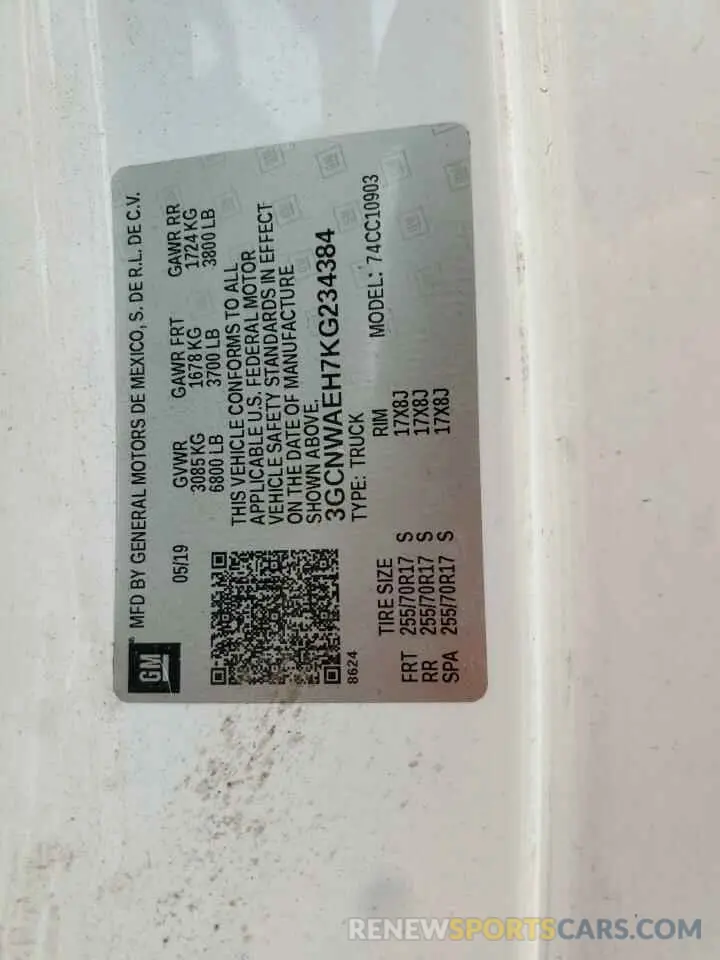 GM
MFD BY GENERAL MOTORS DE MEXICO, S. DE R.L. DE C.V.
05/19
GVWR GAWR FRT GAWR RR
3085 KG 1678 KG 1724 KG
6800 LB 3700 LB 3800 LB
THIS VEHICLE CONFORMS TO ALL
APPLICABLE U.S. FEDERAL MOTOR
VEHICLE SAFETY STANDARDS IN EFFECT
ON THE DATE OF MANUFACTURE
SHOWN ABOVE.
3GCNWAEH7KG234384
TYPE: TRUCK MODEL: 74CC10903
8624
TIRE SIZE RIM
FRT 255/70R17 S 17X8J
RR 255/70R17 S 17X8J
SPA 255/70R17 S 17X8J
RENEWSPORTSCARS.COM